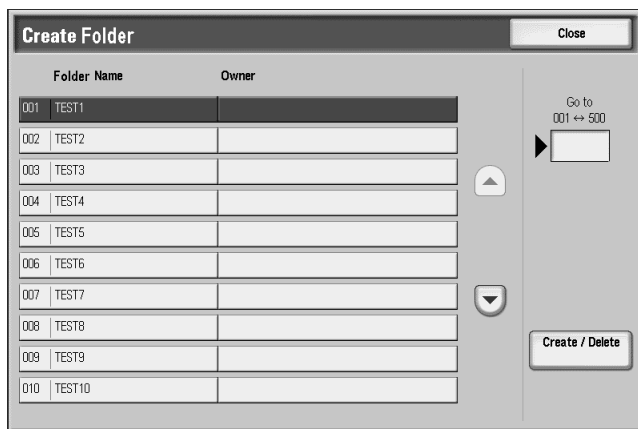 Create Folder
Close
Folder Name Owner
001 TEST1
002 TEST2
003 TEST3
004 TEST4
005 TEST5
006 TEST6
007 TEST7
008 TEST8
009 TEST9
010 TEST10
Go to
001 ↔ 500
Create / Delete